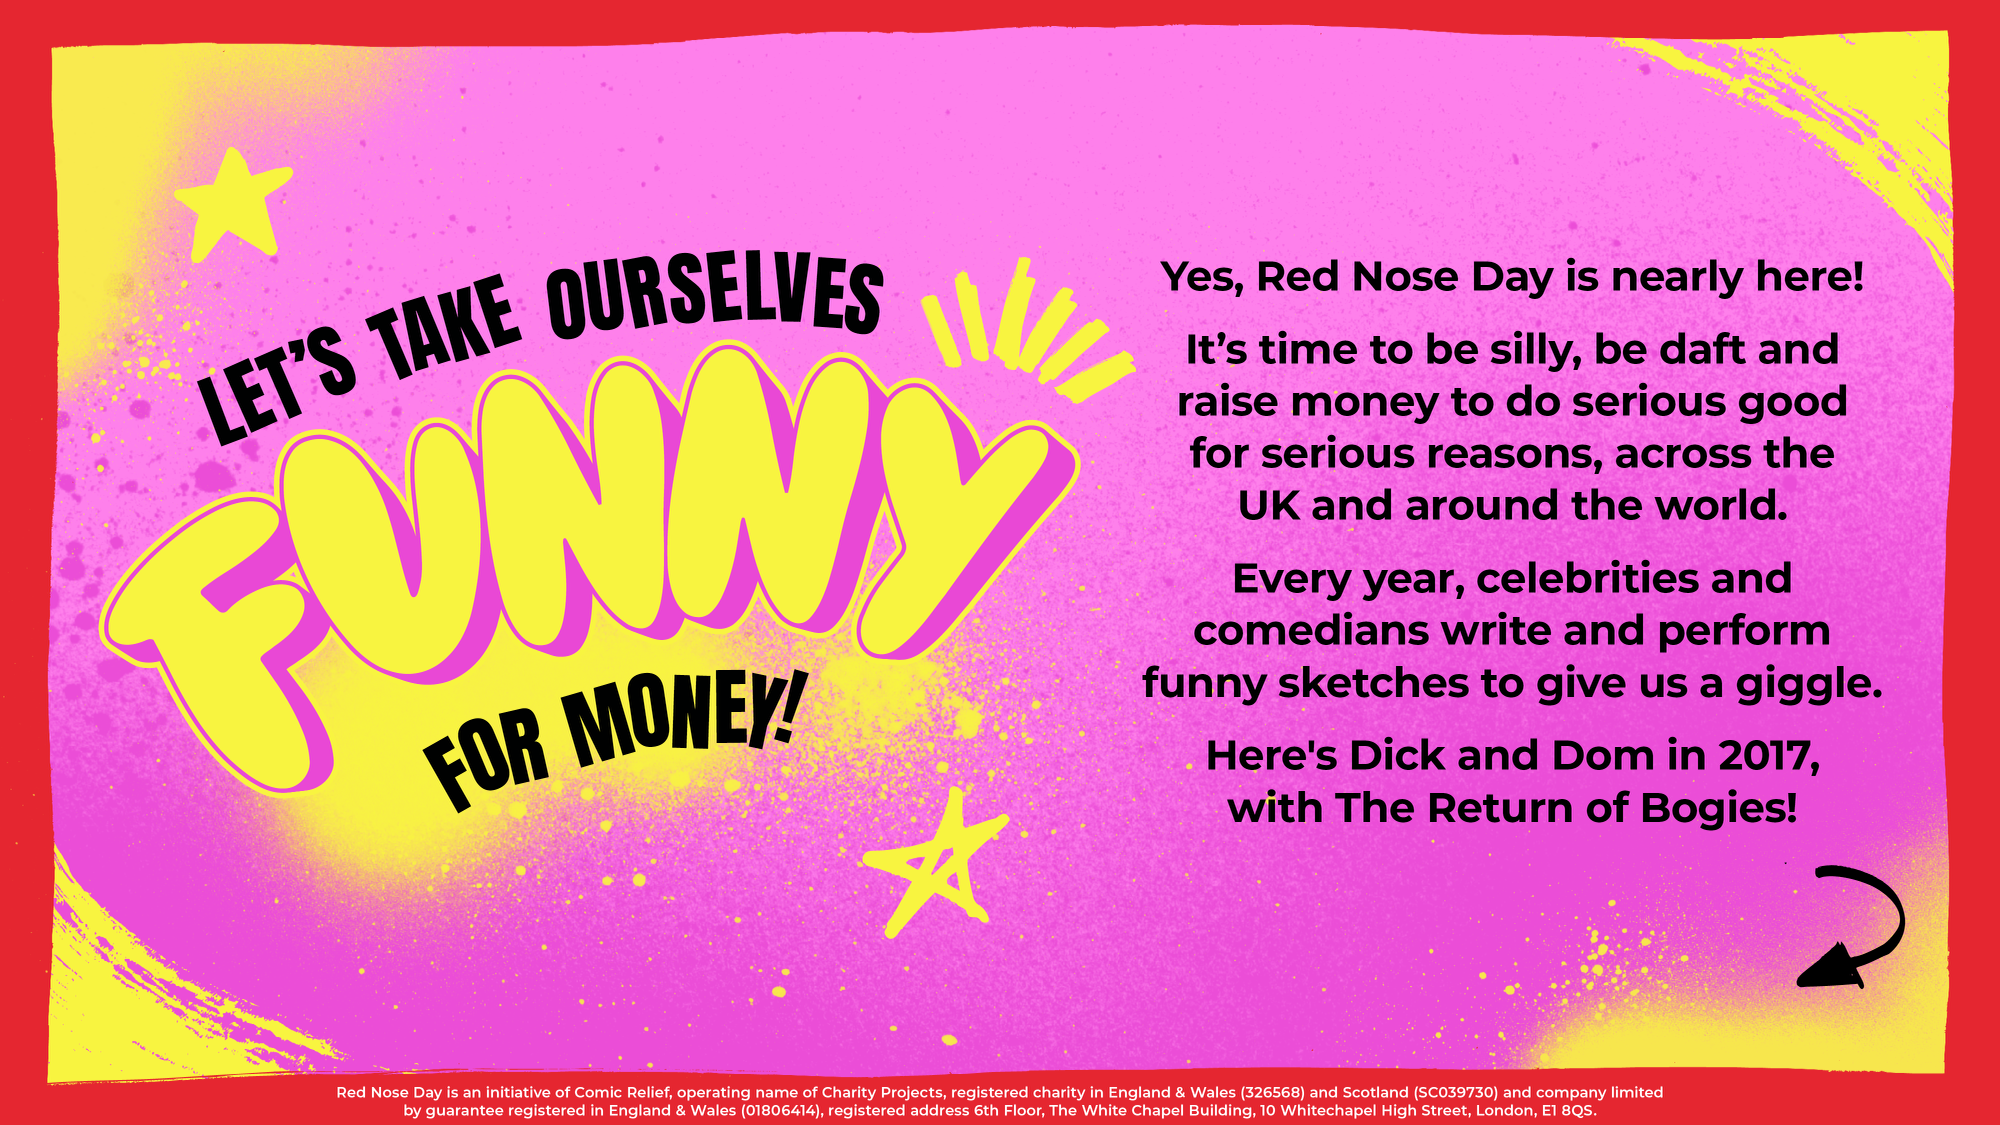 LET’S TAKE OURSELVES
FUNNY
FOR MONEY!
Yes, Red Nose Day is nearly here!
It’s time to be silly, be daft and
raise money to do serious good
for serious reasons, across the
UK and around the world.
Every year, celebrities and
comedians write and perform
funny sketches to give us a giggle.
Here's Dick and Dom in 2017,
with The Return of Bogies!
Red Nose Day is an initiative of Comic Relief, operating name of Charity Projects, registered charity in England & Wales (326568) and Scotland (SC039730) and company limited
by guarantee registered in England & Wales (01806414), registered address 6th Floor, The White Chapel Building, 10 Whitechapel High Street, London, E1 8QS.